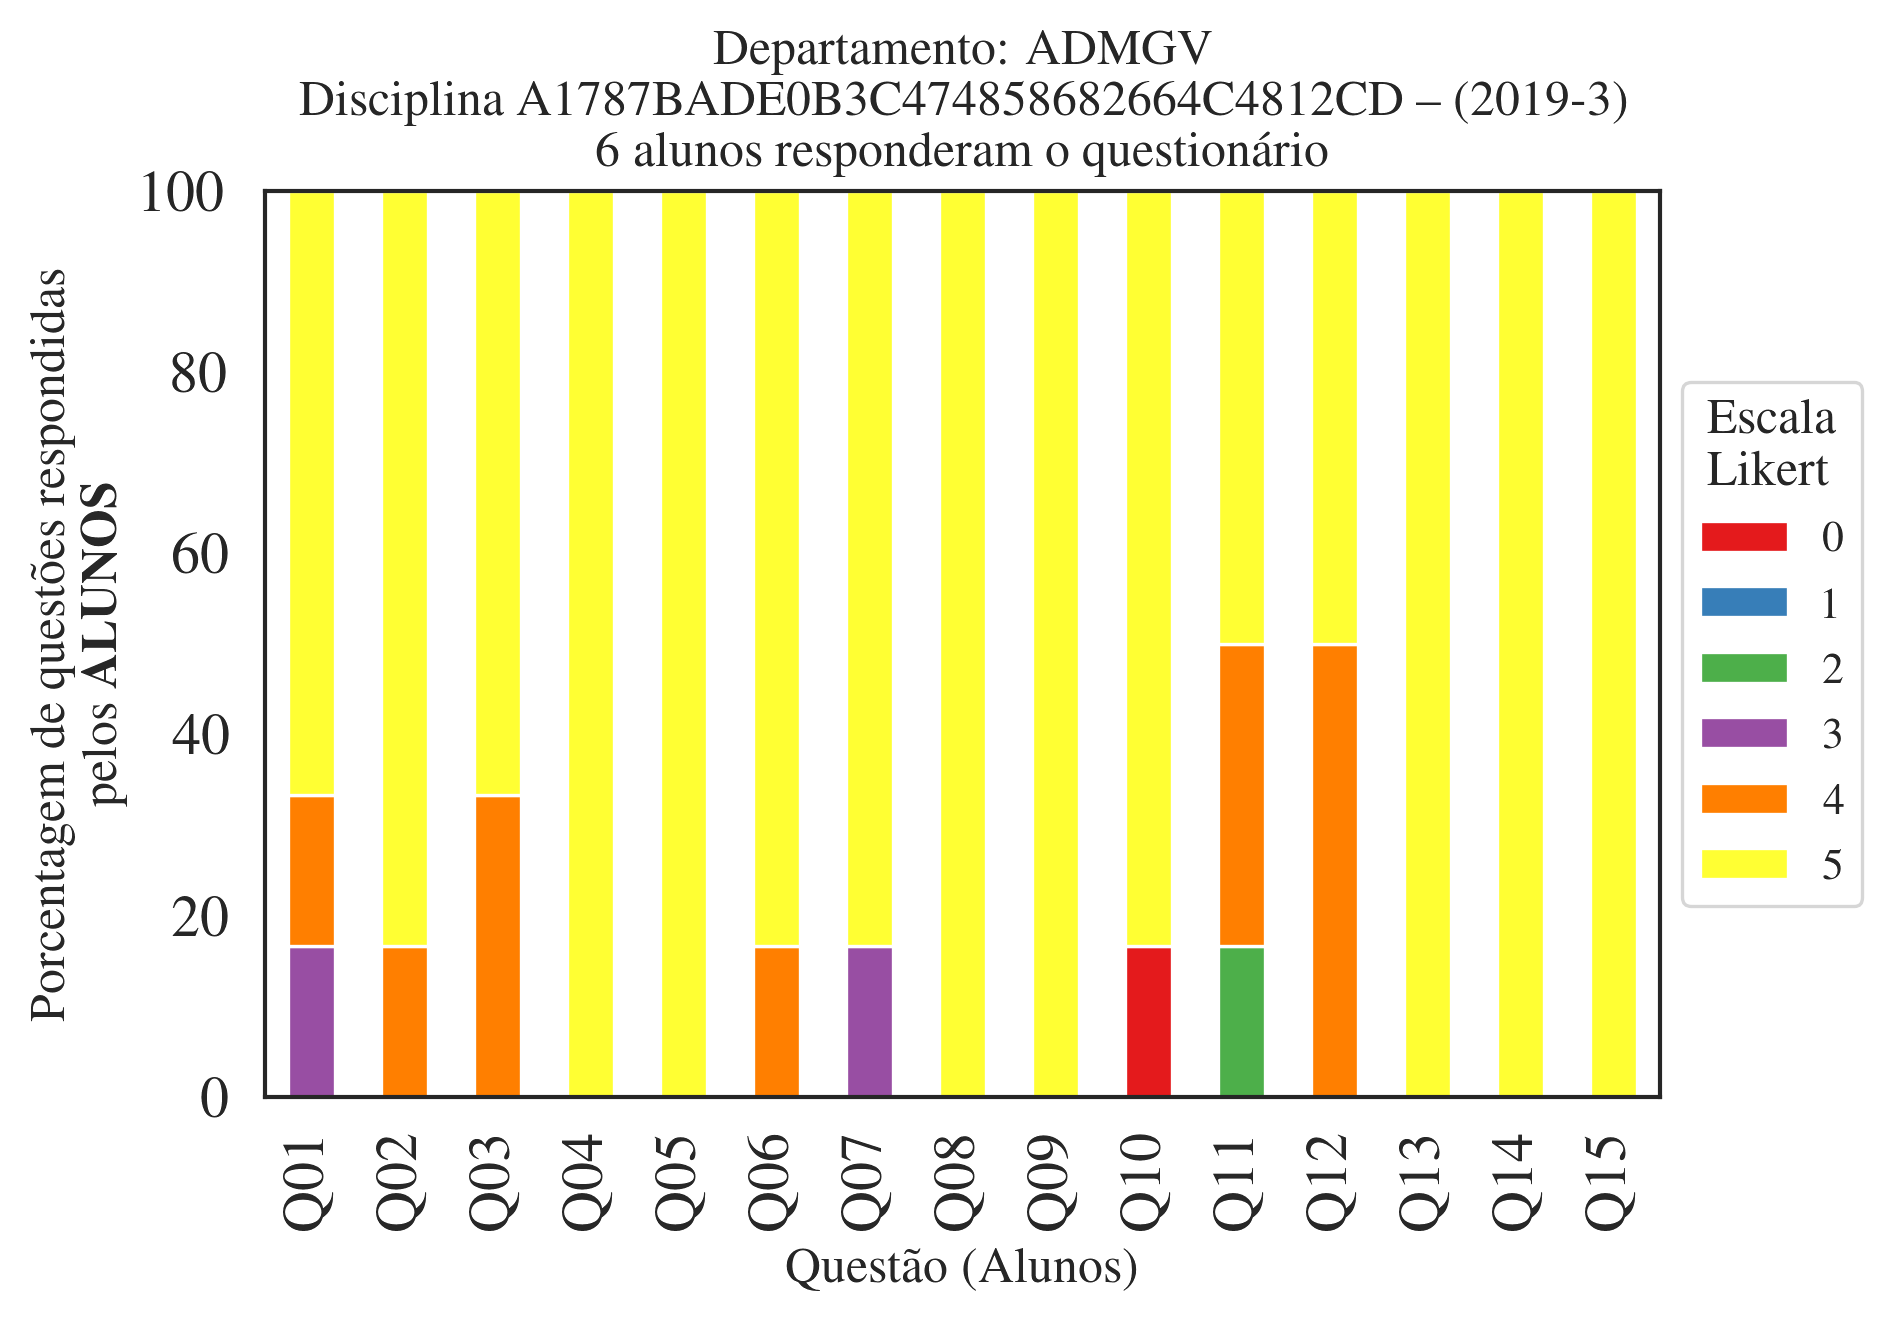 Departamento: ADMGV
Disciplina A1787BADE0B3C474858682664C4812CD – (2019-3)
6 alunos responderam o questionário
Porcentagem de questões respondidas
pelos ALUNOS
100
80
60
40
20
0
Q01
Q02
Q03
Q04
Q05
Q06
Q07
Q08
Q09
Q10
Q11
Q12
Q13
Q14
Q15
Questão (Alunos)
Escala
Likert
0
1
2
3
4
5